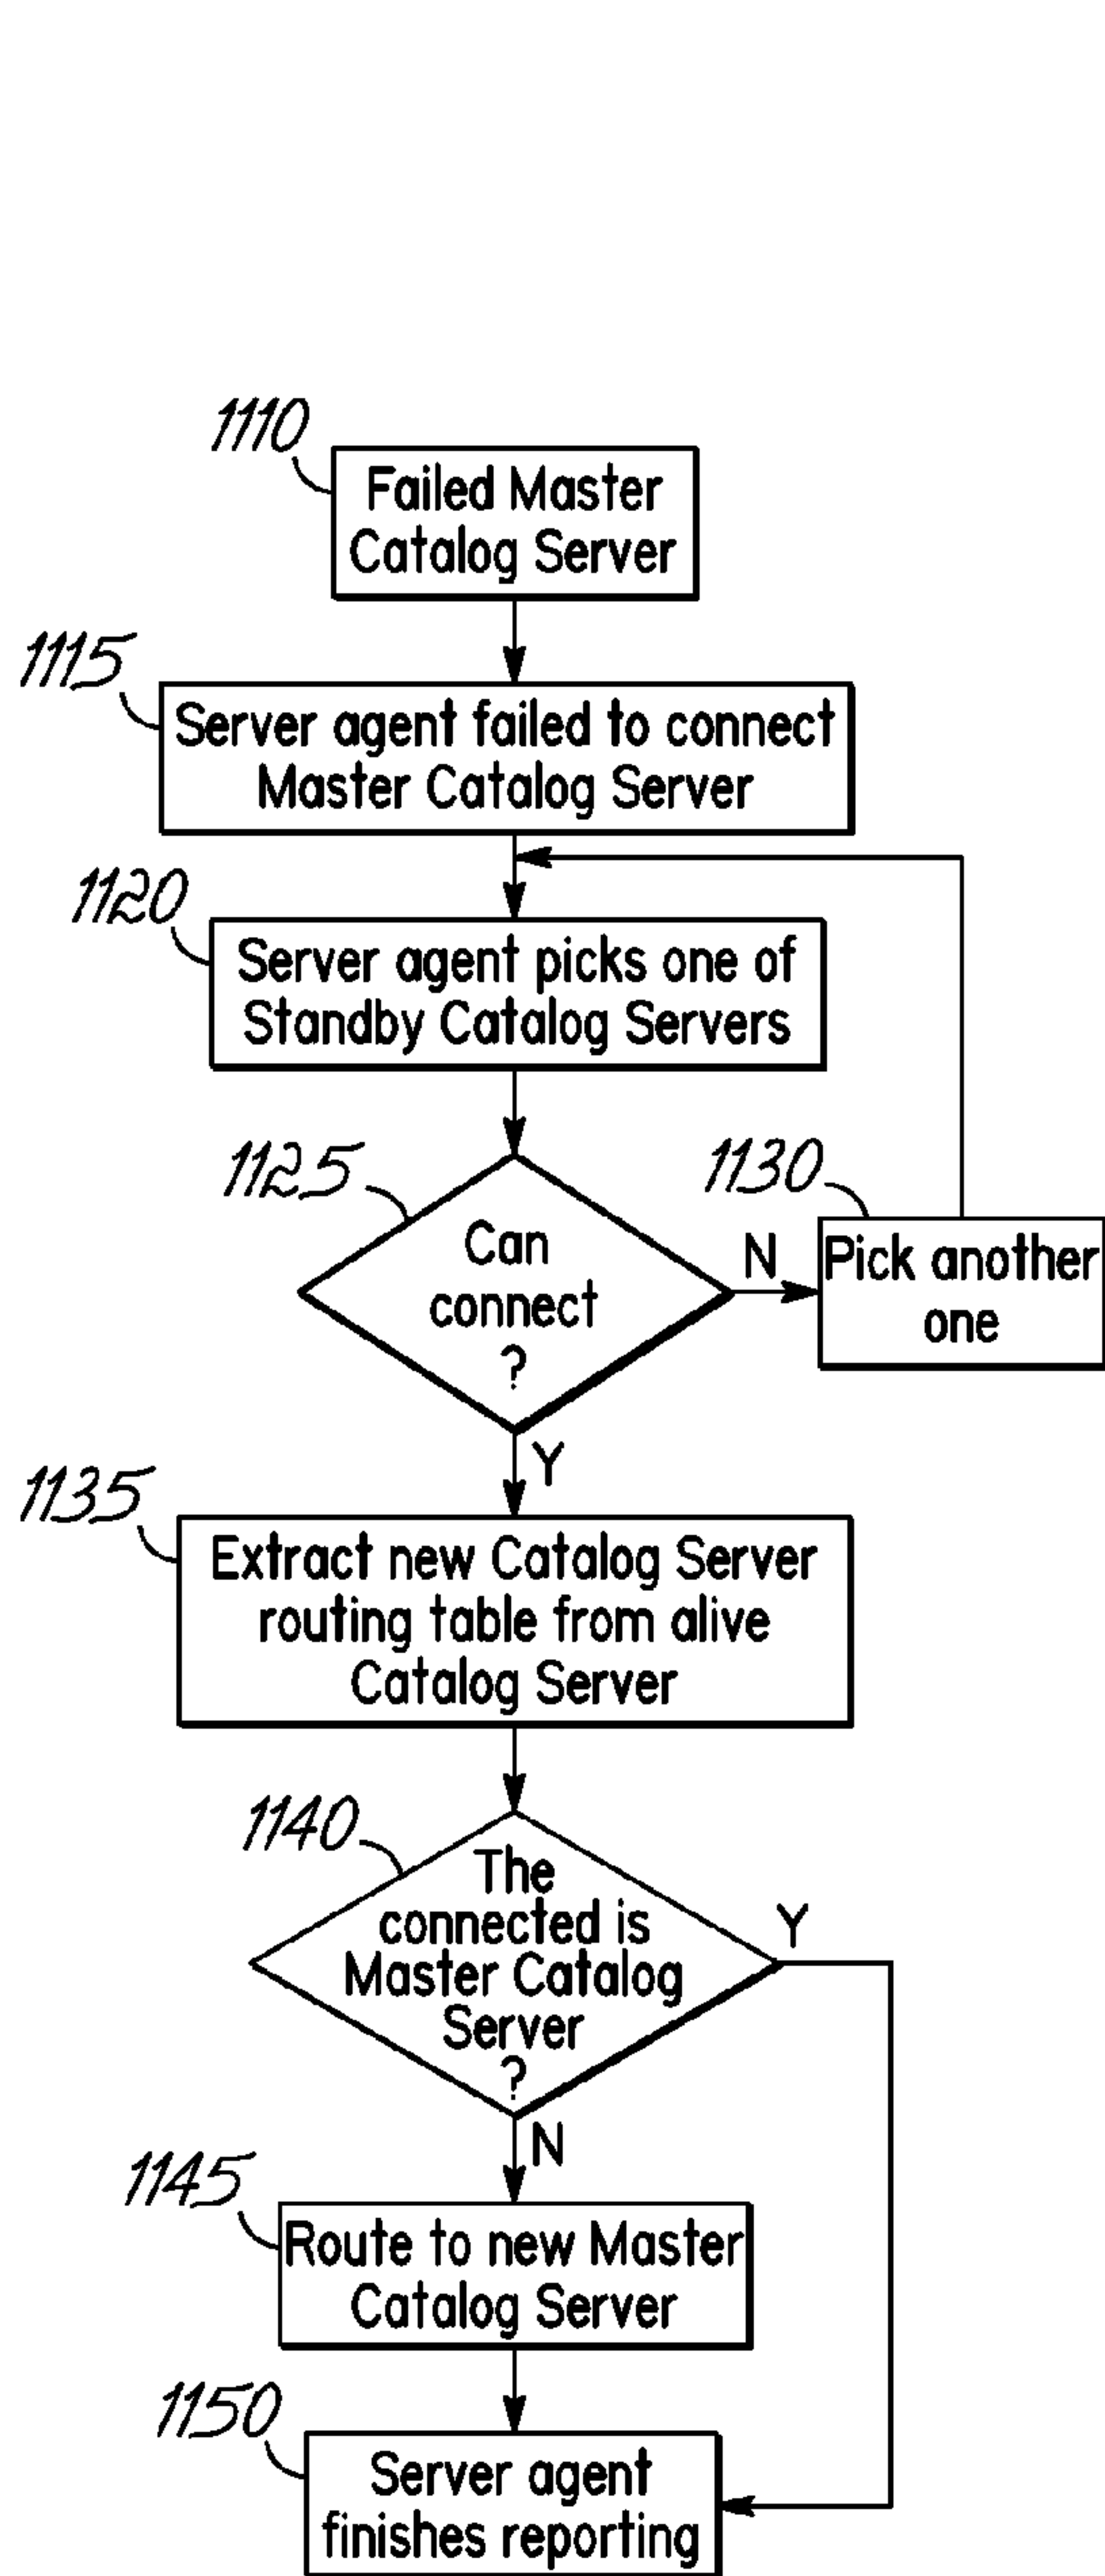 1110
Failed Master
Catalog Server
1115
Server agent failed to connect
Master Catalog Server
1120
Server agent picks one of
Standby Catalog Servers
1125
Can
connect
?
N
1130
Pick another
one
Y
1135
Extract new Catalog Server
routing table from alive
Catalog Server
1140
The
connected is
Master Catalog
Server
?
Y
N
1145
Route to new Master
Catalog Server
1150
Server agent
finishes reporting